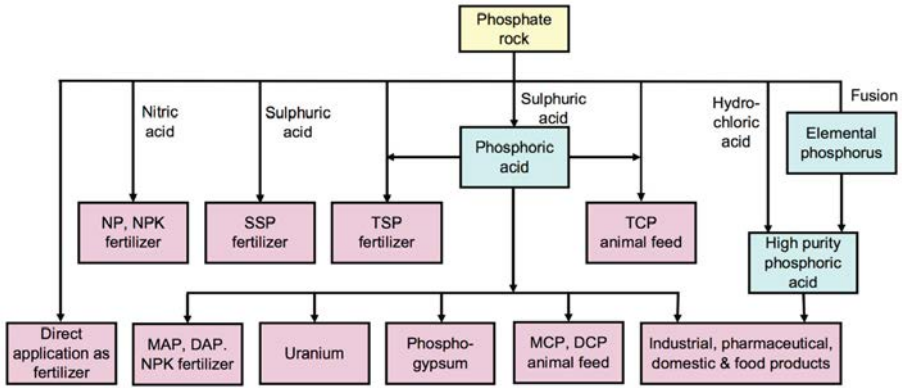 Phosphate
rock
Nitric
acid
Sulphuric
acid
Sulphuric
acid
Hydro-
chloric
acid
Fusion
Phosphoric
acid
Elemental
phosphorus
NP, NPK
fertilizer
SSP
fertilizer
TSP
fertilizer
TCP
animal feed
High purity
phosphoric
acid
Direct
application as
fertilizer
MAP, DAP.
NPK fertilizer
Uranium
Phospho-
gypsum
MCP, DCP
animal feed
Industrial, pharmaceutical,
domestic & food products